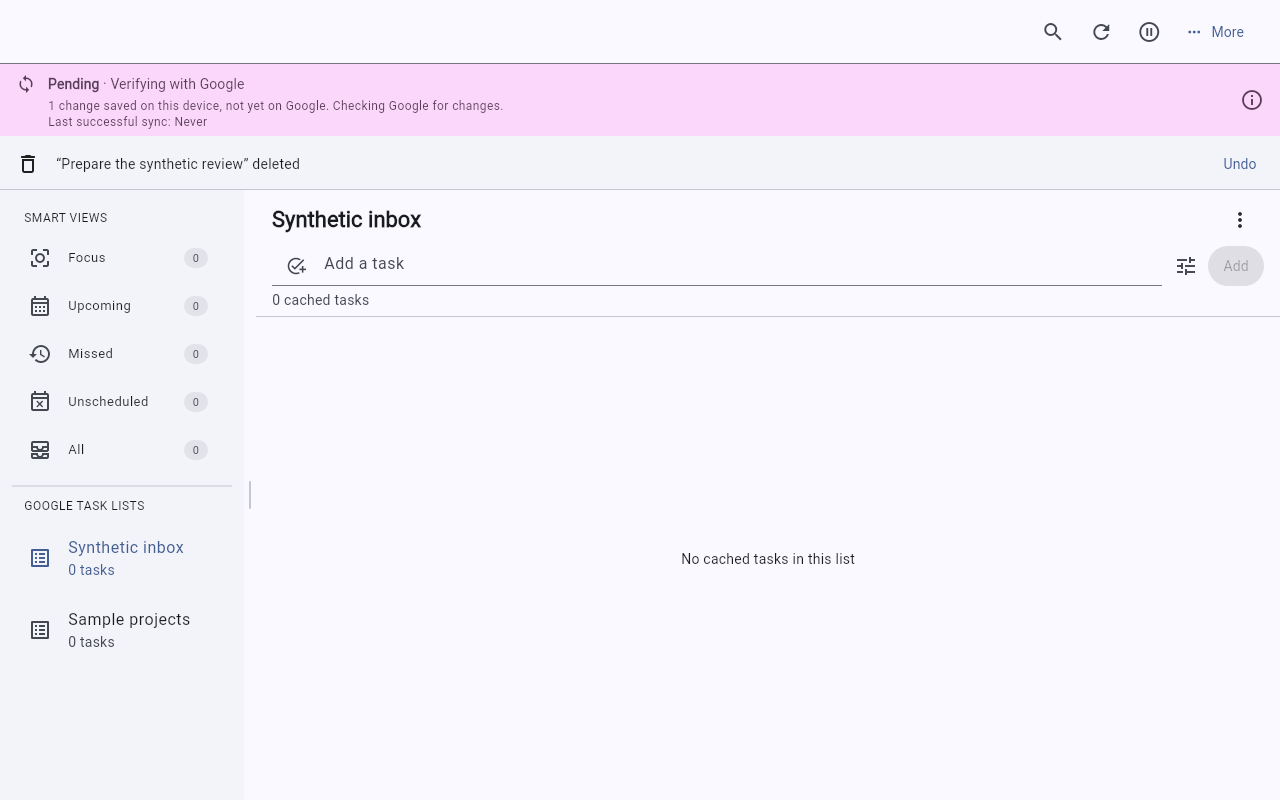 More
Pending · Verifying with Google
1 change saved on this device, not yet on Google. Checking Google for changes.
Last successful sync: Never
“Prepare the synthetic review” deleted
Undo
SMART VIEWS
Focus 0
Upcoming 0
Missed 0
Unscheduled 0
All 0
GOOGLE TASK LISTS
Synthetic inbox
0 tasks
Sample projects
0 tasks
Synthetic inbox
Add a task
Add
0 cached tasks
No cached tasks in this list